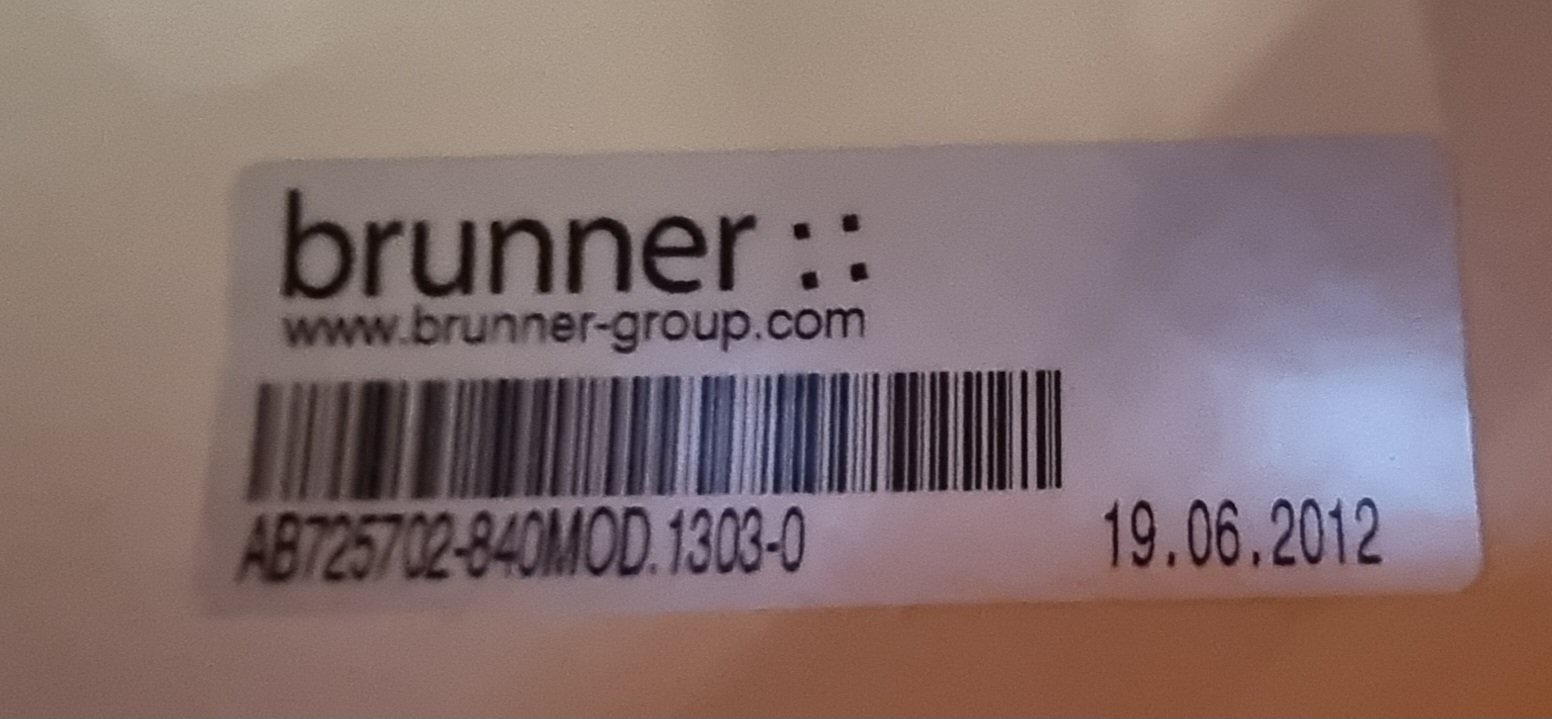 brunner ::
www.brunner-group.com
AB725702-840MOD.1303-0 19.06.2012